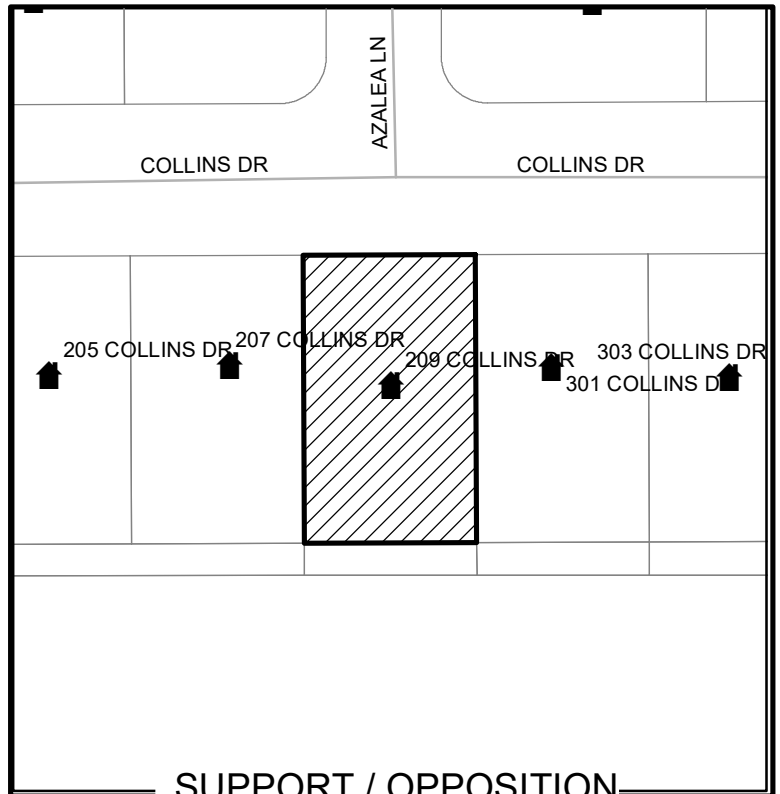 AZALEA LN
COLLINS DR
COLLINS DR
205 COLLINS DR
207 COLLINS DR
209 COLLINS DR
301 COLLINS DR
303 COLLINS DR
SUPPORT / OPPOSITION